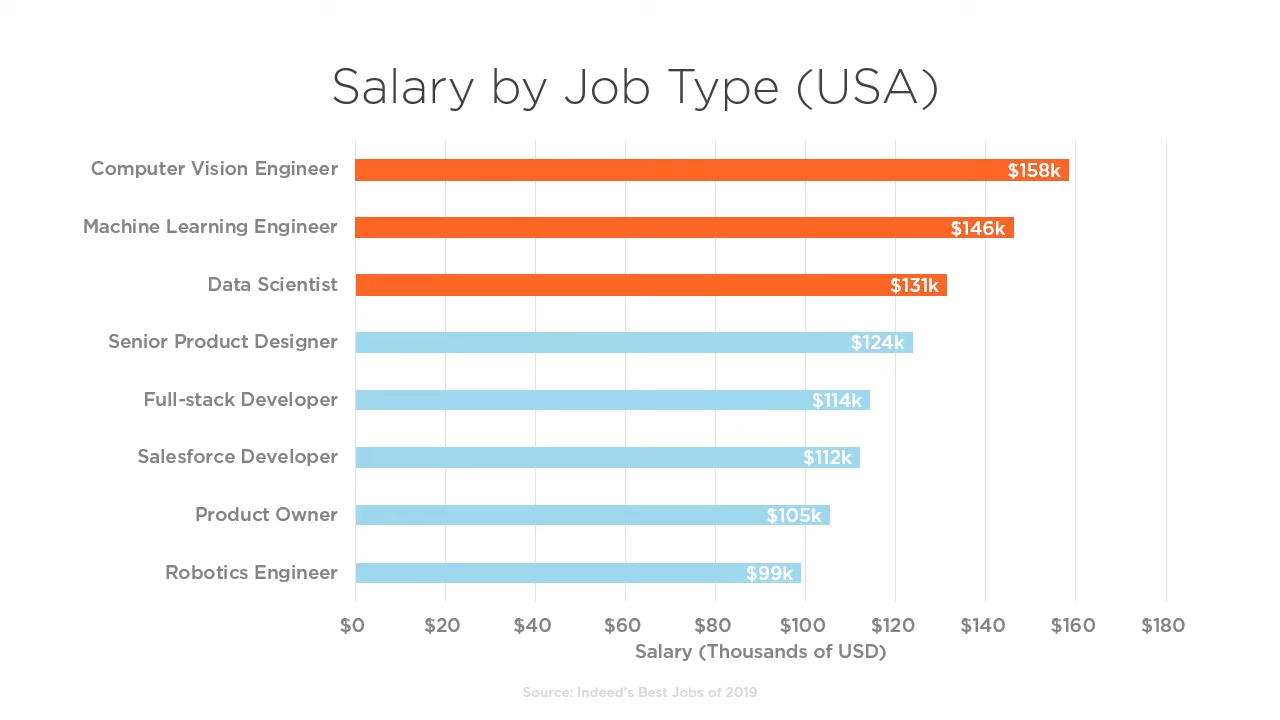 Salary by Job Type (USA)
Computer Vision Engineer $158k
Machine Learning Engineer $146k
Data Scientist $131k
Senior Product Designer $124k
Full-stack Developer $114k
Salesforce Developer $112k
Product Owner $105k
Robotics Engineer $99k
$0 $20 $40 $60 $80 $100 $120 $140 $160 $180
Salary (Thousands of USD)
Source: Indeed's Best Jobs of 2019